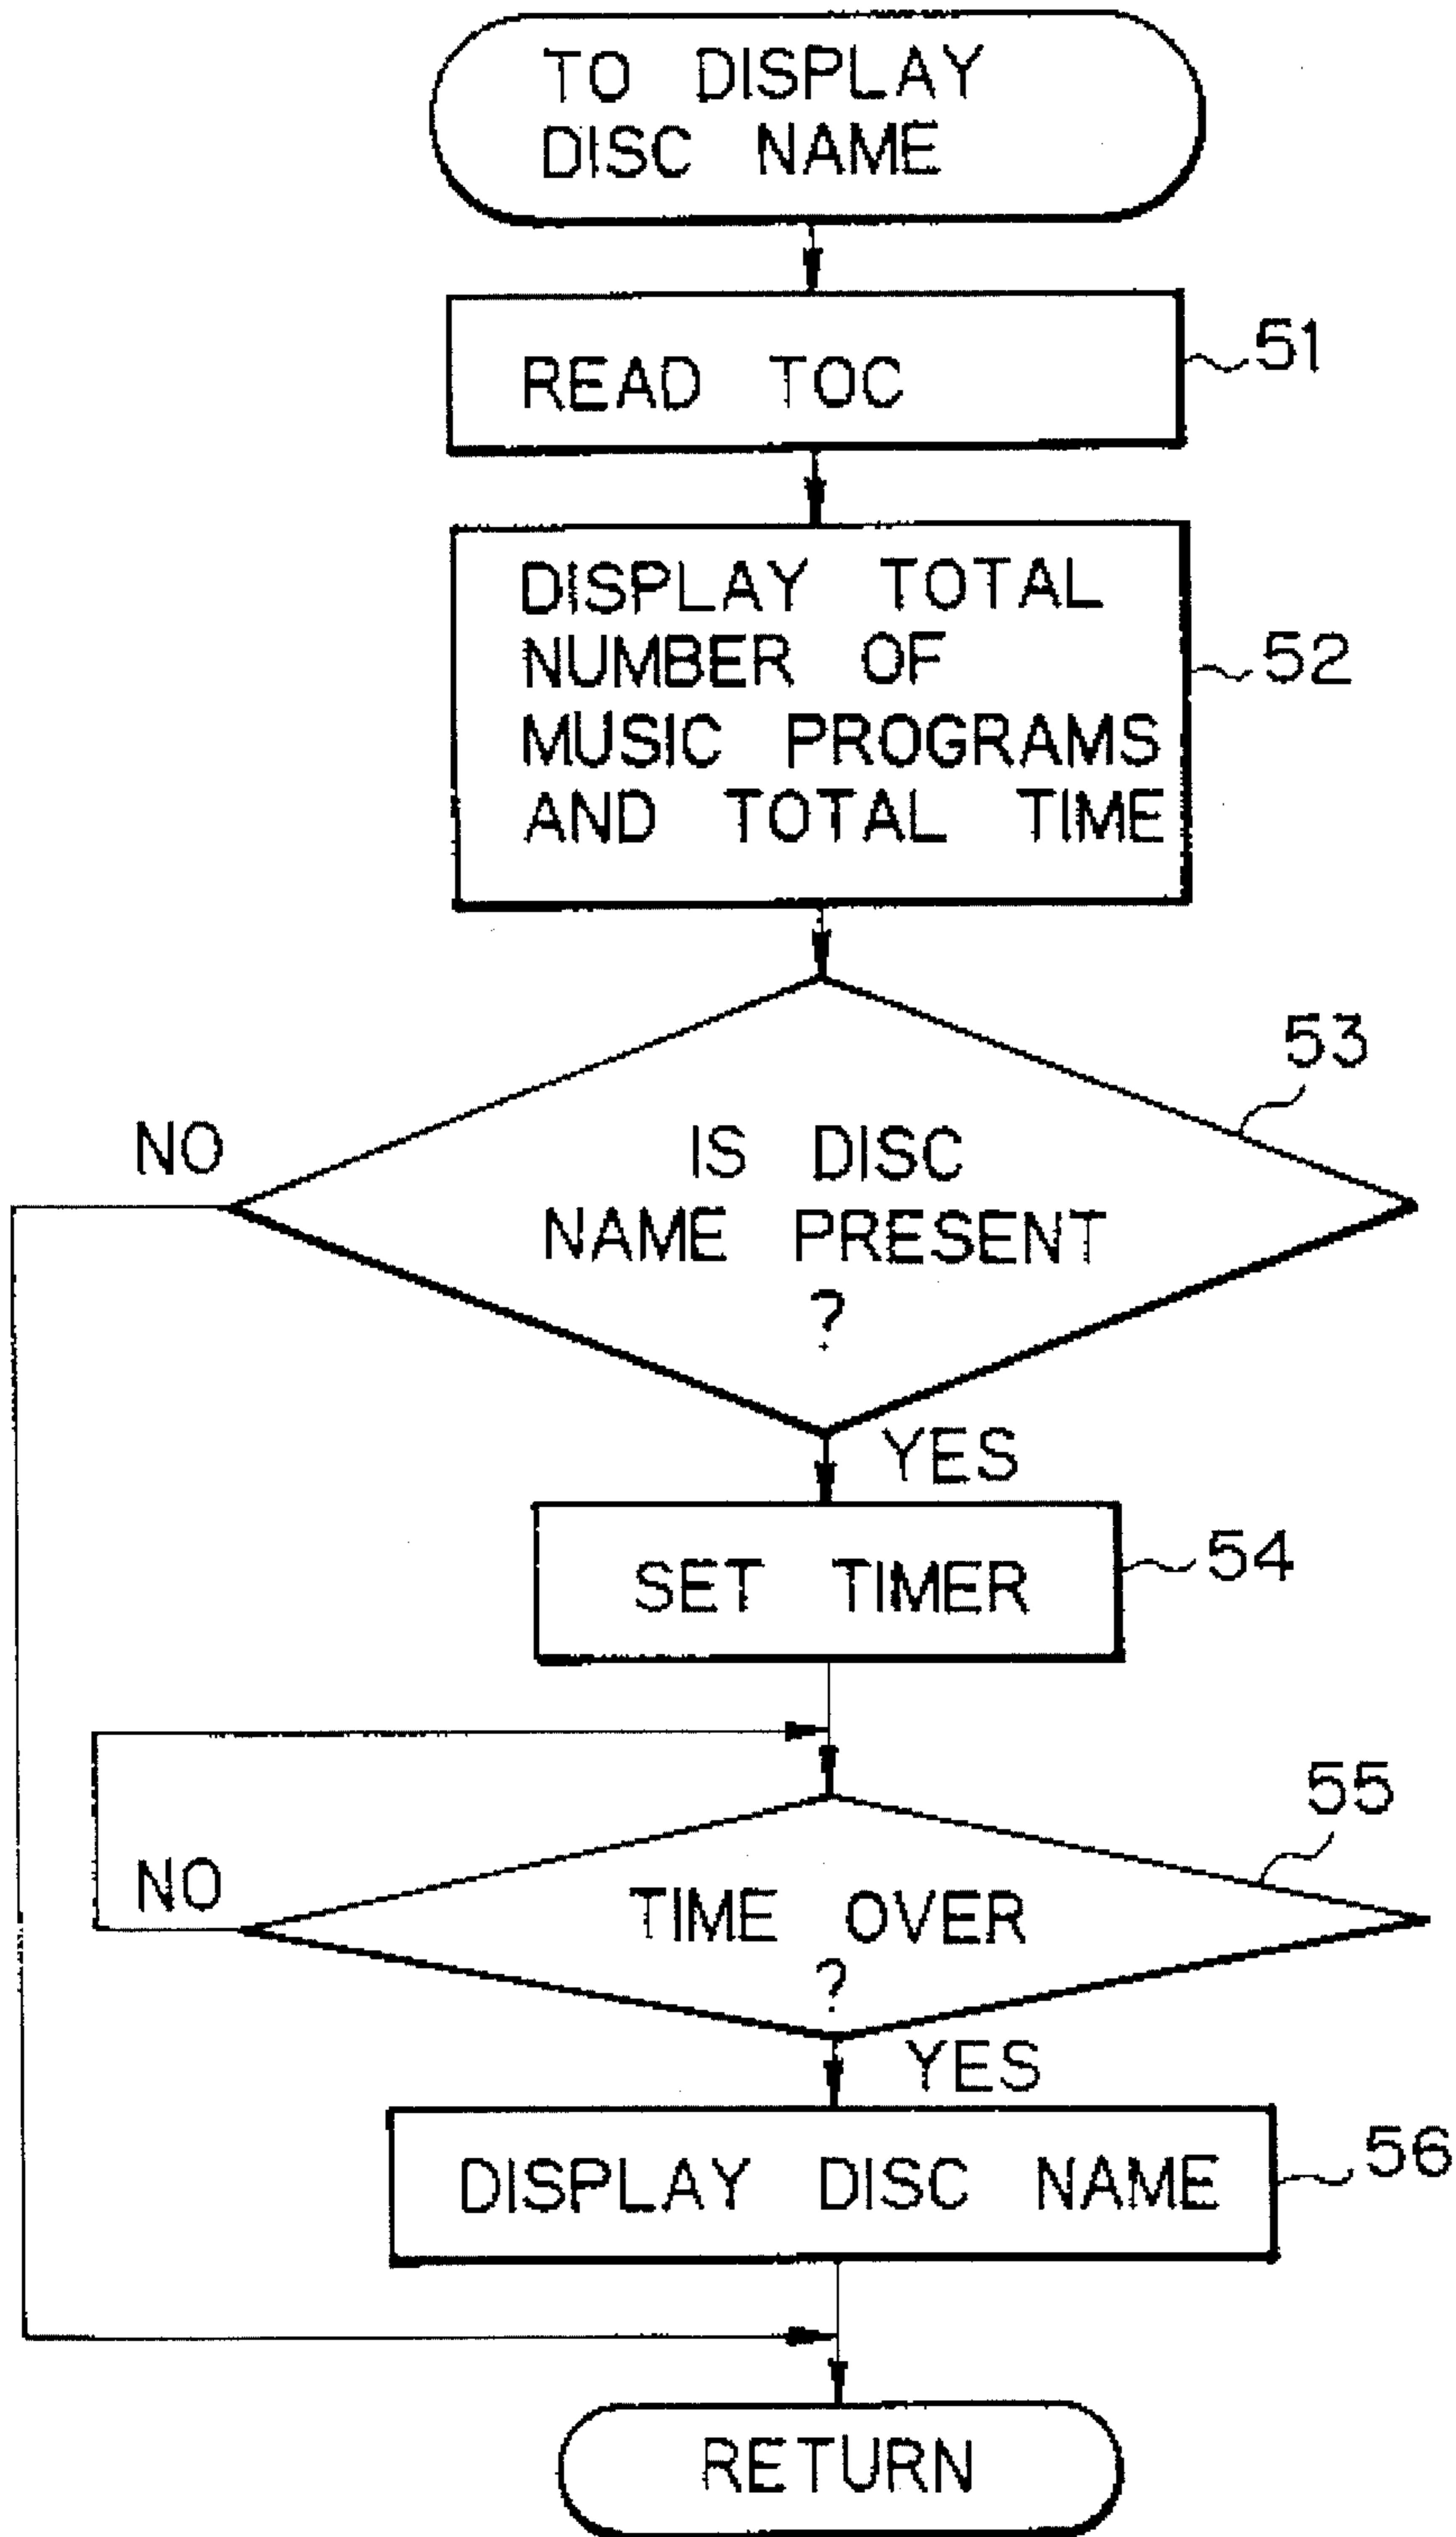 TO DISPLAY
DISC NAME
READ TOC
51
DISPLAY TOTAL
NUMBER OF
MUSIC PROGRAMS
AND TOTAL TIME
52
53
NO
IS DISC
NAME PRESENT
?
YES
SET TIMER
54
55
NO
TIME OVER
?
YES
DISPLAY DISC NAME
56
RETURN